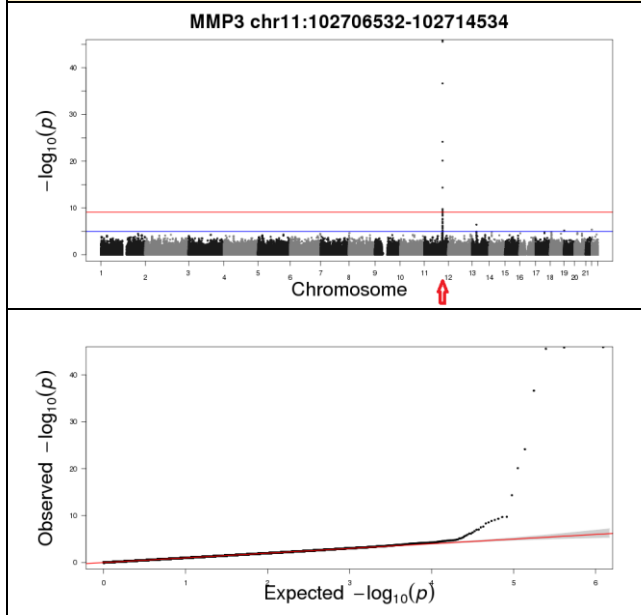 MMP3 chr11:102706532-102714534
40
30
20
10
0
−log₁₀(p)
1 2 3 4 5 6 7 8 9 10 11 12 13 14 15 16 17 18 19 20 21
Chromosome
40
30
20
10
0
Observed −log₁₀(p)
0 1 2 3 4 5 6
Expected −log₁₀(p)